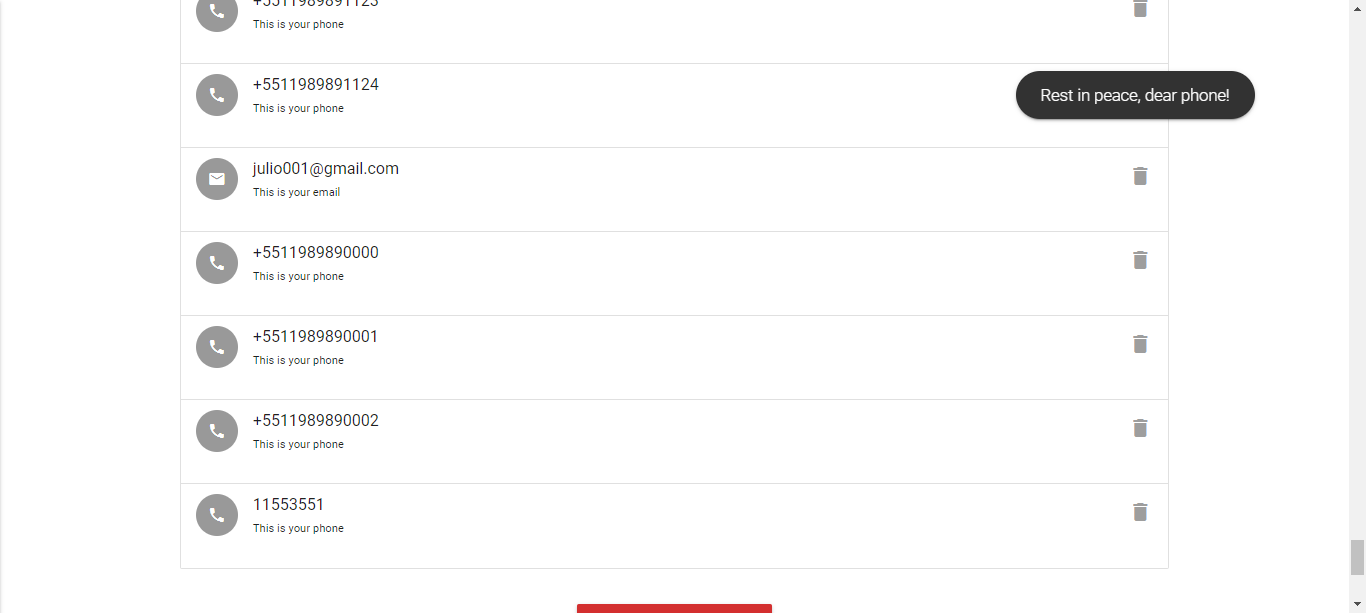 +5511989891123
This is your phone
+5511989891124
This is your phone
Rest in peace, dear phone!
julio001@gmail.com
This is your email
+5511989890000
This is your phone
+5511989890001
This is your phone
+5511989890002
This is your phone
11553551
This is your phone